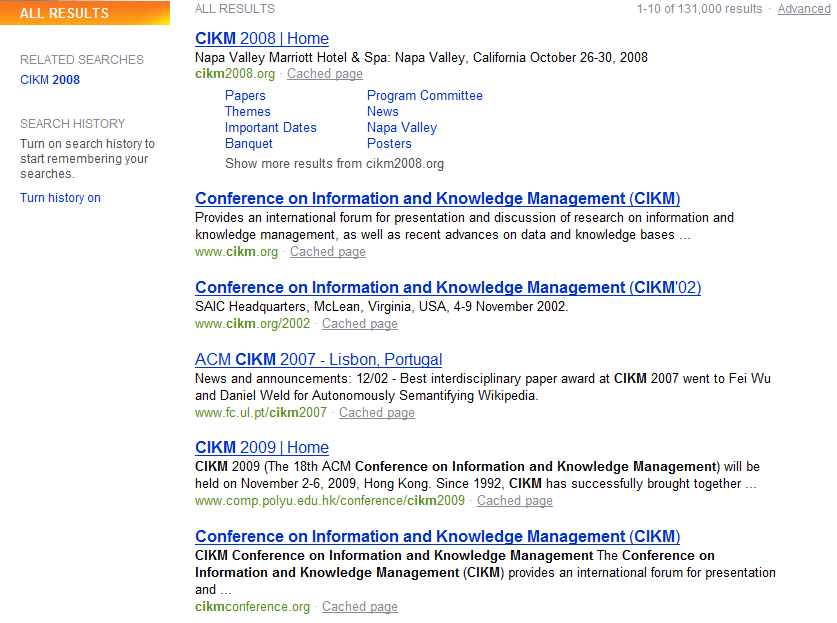 ALL RESULTS
RELATED SEARCHES
CIKM 2008
SEARCH HISTORY
Turn on search history to
start remembering your
searches.
Turn history on
ALL RESULTS
1-10 of 131,000 results · Advanced
CIKM 2008 | Home
Napa Valley Marriott Hotel & Spa: Napa Valley, California October 26-30, 2008
cikm2008.org · Cached page
Papers
Program Committee
Themes
News
Important Dates
Napa Valley
Banquet
Posters
Show more results from cikm2008.org
Conference on Information and Knowledge Management (CIKM)
Provides an international forum for presentation and discussion of research on information and
knowledge management, as well as recent advances on data and knowledge bases ...
www.cikm.org · Cached page
Conference on Information and Knowledge Management (CIKM'02)
SAIC Headquarters, McLean, Virginia, USA, 4-9 November 2002.
www.cikm.org/2002 · Cached page
ACM CIKM 2007 - Lisbon, Portugal
News and announcements: 12/02 - Best interdisciplinary paper award at CIKM 2007 went to Fei Wu
and Daniel Weld for Autonomously Semantifying Wikipedia.
www.fc.ul.pt/cikm2007 · Cached page
CIKM 2009 | Home
CIKM 2009 (The 18th ACM Conference on Information and Knowledge Management) will be
held on November 2-6, 2009, Hong Kong. Since 1992, CIKM has successfully brought together ...
www.comp.polyu.edu.hk/conference/cikm2009 · Cached page
Conference on Information and Knowledge Management (CIKM)
CIKM Conference on Information and Knowledge Management The Conference on
Information and Knowledge Management (CIKM) provides an international forum for presentation
and ...
cikmconference.org · Cached page